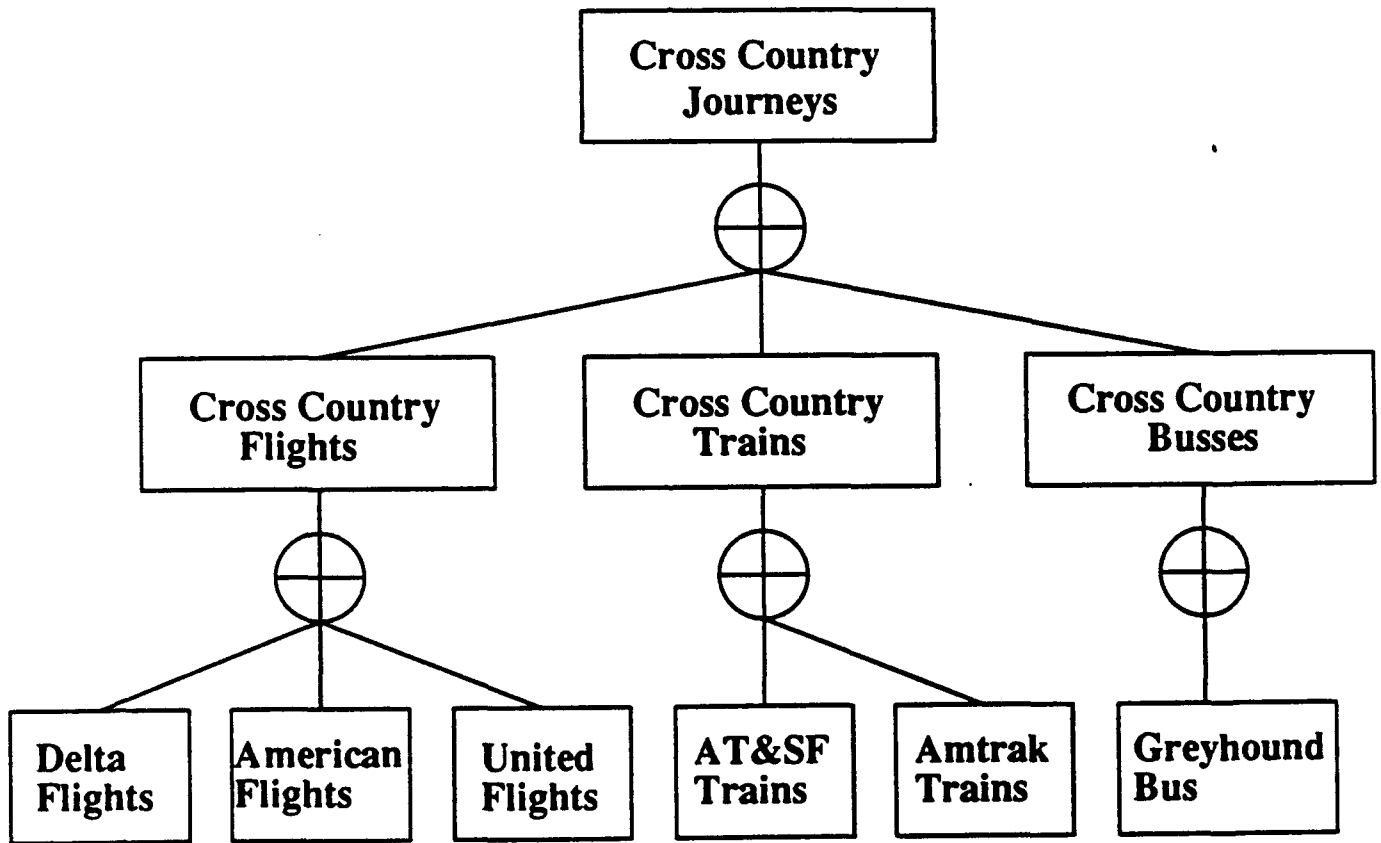 Cross Country
Journeys
Cross Country
Flights
Cross Country
Trains
Cross Country
Busses
Delta
Flights
American
Flights
United
Flights
AT&SF
Trains
Amtrak
Trains
Greyhound
Bus